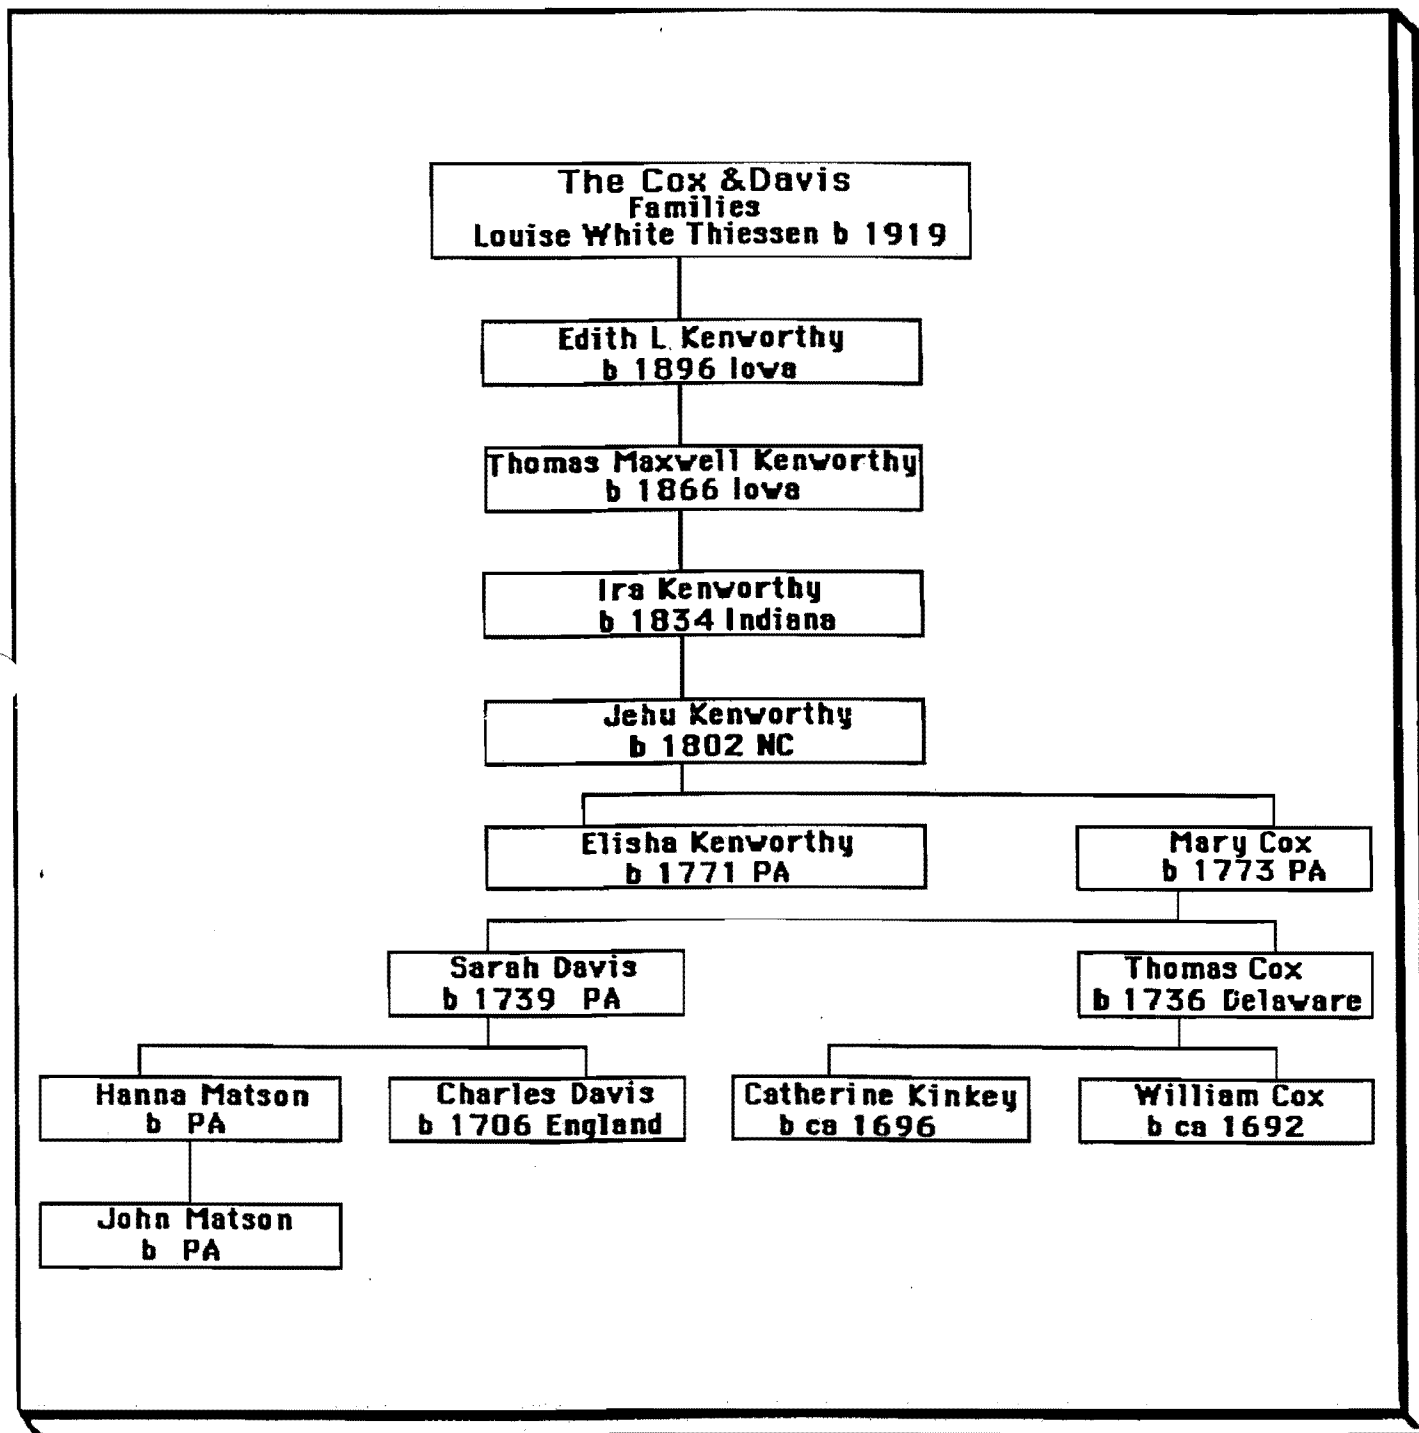 The Cox &Davis
Families
Louise White Thiessen b 1919
Edith L Kenworthy
b 1896 Iowa
Thomas Maxwell Kenworthy
b 1866 Iowa
Ira Kenworthy
b 1834 Indiana
Jehu Kenworthy
b 1802 NC
Elisha Kenworthy
b 1771 PA
Mary Cox
b 1773 PA
Sarah Davis
b 1739 PA
Thomas Cox
b 1736 Delaware
Hanna Matson
b PA
Charles Davis
b 1706 England
Catherine Kinkey
b ca 1696
William Cox
b ca 1692
John Matson
b PA